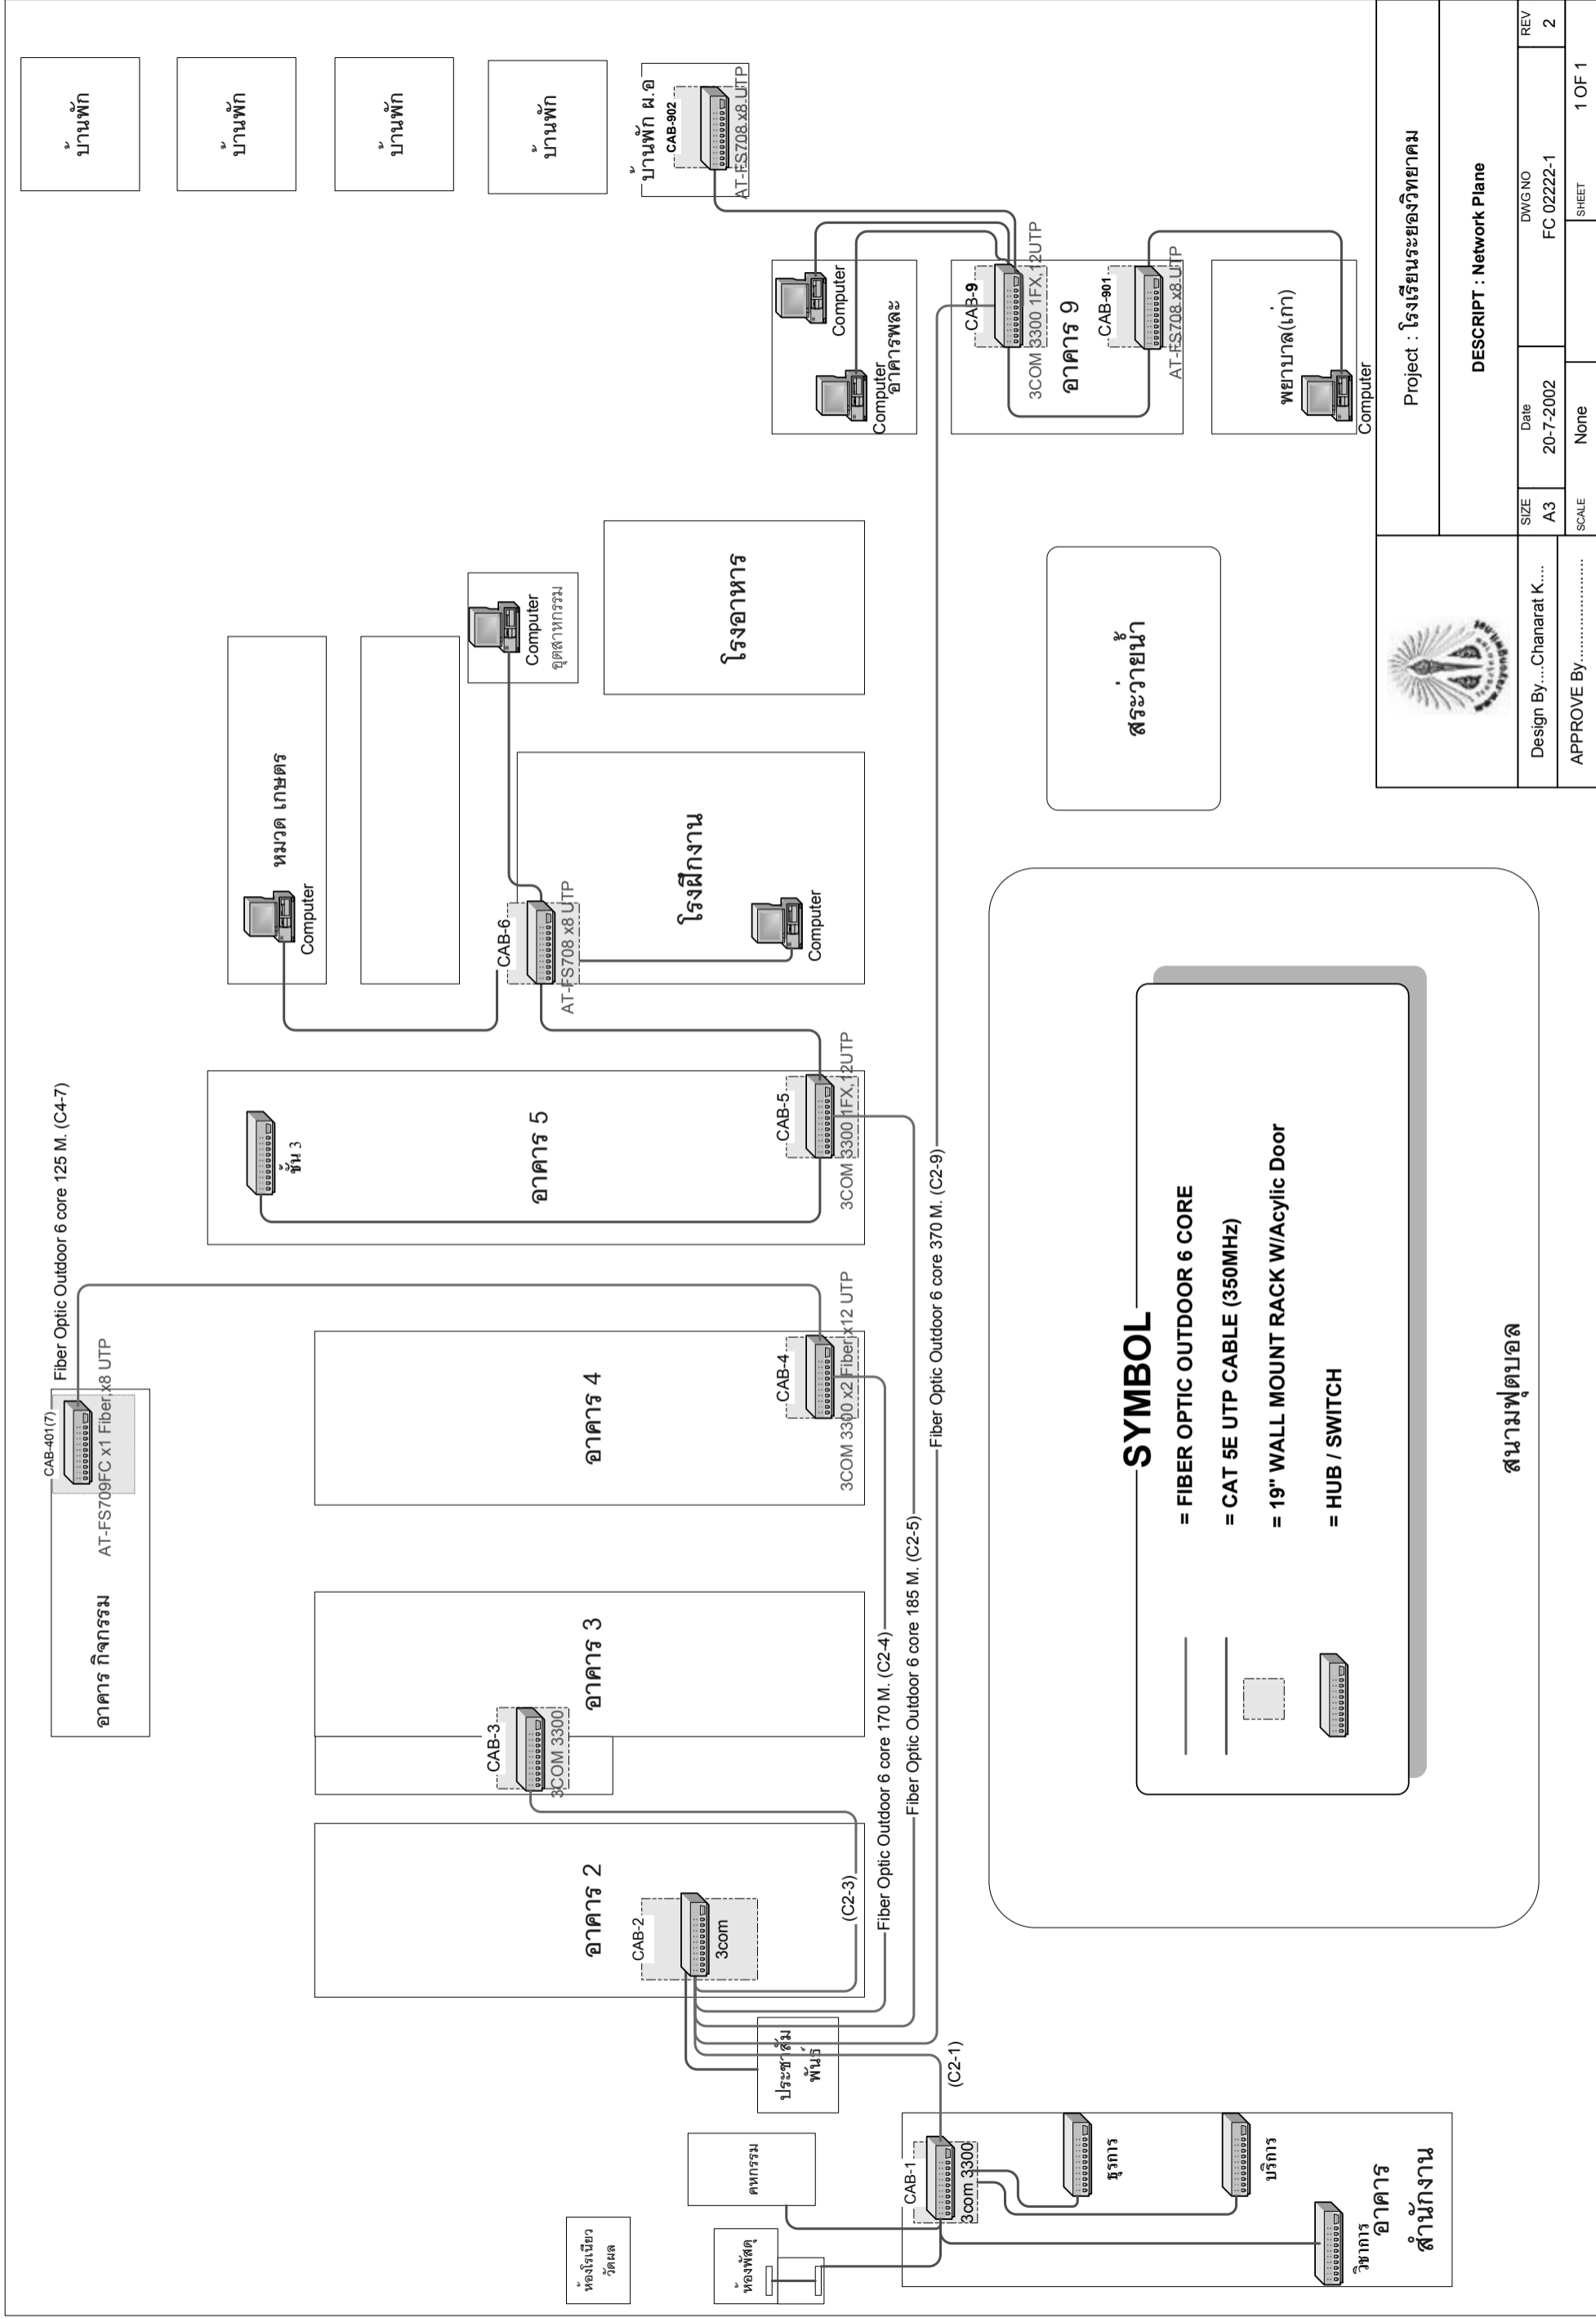 บ้านพัก
บ้านพัก
บ้านพัก
บ้านพัก
บ้านพัก ผ.อ
CAB-902
AT-FS708 x8 UTP
Computer
Computer
อาคารพละ
CAB-9
3COM 3300 1FX,12UTP
อาคาร 9
CAB-901
AT-FS708 x8 UTP
พยาบาล(เก่า)
Computer
หมวด เกษตร
Computer
Computer
อุตสาหกรรม
โรงอาหาร
CAB-6
AT-FS708 x8 UTP
โรงฝึกงาน
Computer
สระว่ายน้ำ
Fiber Optic Outdoor 6 core 125 M. (C4-7)
ชั้น 3
อาคาร 5
CAB-5
3COM 3300 1FX,12UTP
CAB-401(7)
AT-FS709FC x1 Fiber,x8 UTP
อาคาร กิจกรรม
อาคาร 4
CAB-4
3COM 3300 x2 Fiber x12 UTP
อาคาร 3
CAB-3
3COM 3300
อาคาร 2
CAB-2
3com
(C2-3)
Fiber Optic Outdoor 6 core 170 M. (C2-4)
Fiber Optic Outdoor 6 core 185 M. (C2-5)
Fiber Optic Outdoor 6 core 370 M. (C2-9)
ประชาสัม
พันธ์
(C2-1)
คหกรรม
ห้องโรเนียว
วัดผล
ห้องพัสดุ
CAB-1
3com 3300
ธุรการ
บริการ
วิชาการ
อาคาร
สำนักงาน
SYMBOL
= FIBER OPTIC OUTDOOR 6 CORE
= CAT 5E UTP CABLE (350MHz)
= 19" WALL MOUNT RACK W/Acylic Door
= HUB / SWITCH
สนามฟุตบอล
Project : โรงเรียนระยองวิทยาคม
DESCRIPT : Network Plane
Design By....Chanarat K....
SIZE
A3
Date
20-7-2002
DWG NO
FC 02222-1
REV
2
APPROVE By........................
SCALE
None
SHEET
1 OF 1